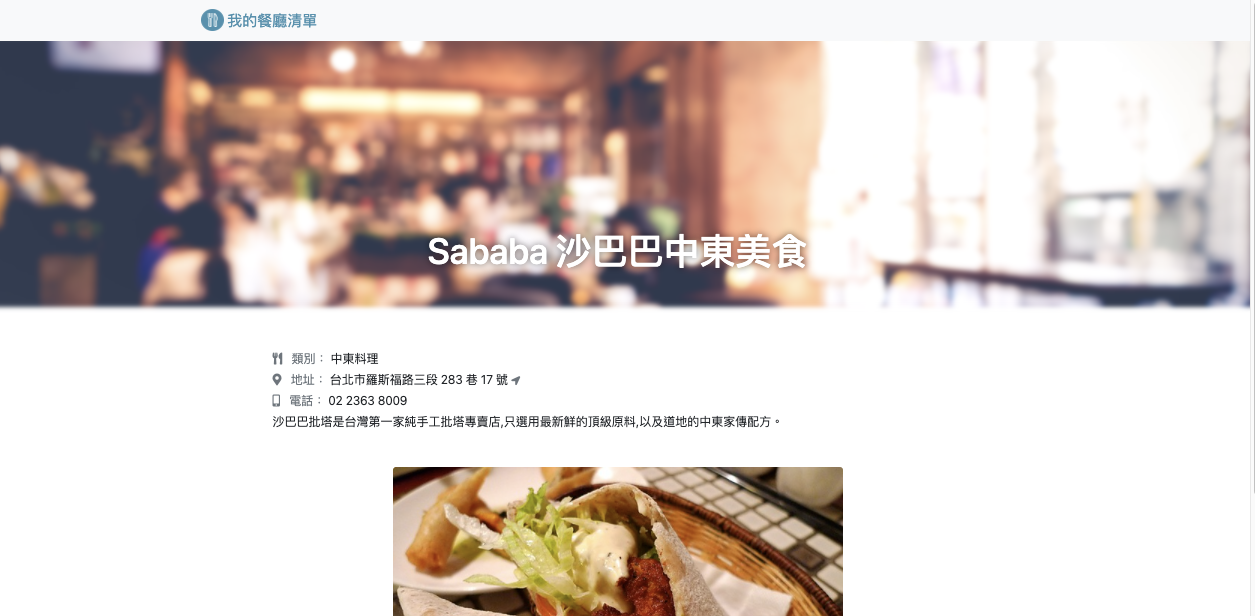 我的餐廳清單
Sababa 沙巴巴中東美食
類別： 中東料理
地址： 台北市羅斯福路三段 283 巷 17 號
電話： 02 2363 8009
沙巴巴批塔是台灣第一家純手工批塔專賣店,只選用最新鮮的頂級原料,以及道地的中東家傳配方。